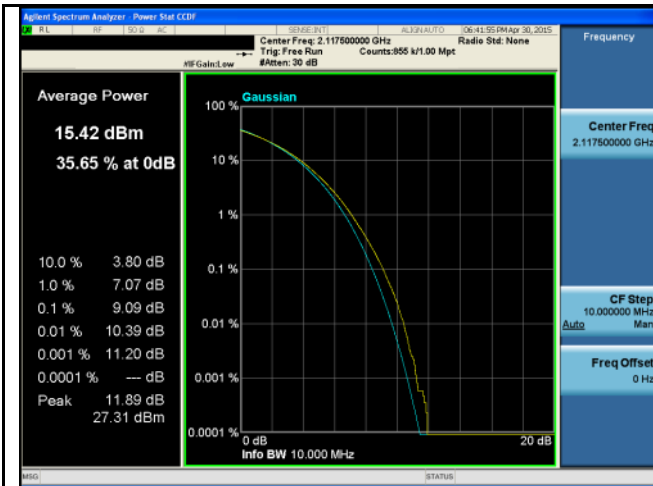 Agilent Spectrum Analyzer - Power Stat CCDF
RL RF 50 Ω AC SENSE:INT ALIGN AUTO 06:41:55 PM Apr 30, 2015
Center Freq: 2.117500000 GHz Radio Std: None
Trig: Free Run Counts:855 k/1.00 Mpt
#IFGain:Low #Atten: 30 dB
Frequency
Average Power
15.42 dBm
35.65 % at 0dB
10.0 % 3.80 dB
1.0 % 7.07 dB
0.1 % 9.09 dB
0.01 % 10.39 dB
0.001 % 11.20 dB
0.0001 % --- dB
Peak 11.89 dB
27.31 dBm
Gaussian
100 %
10 %
1 %
0.1 %
0.01 %
0.001 %
0.0001 %
0 dB 20 dB
Info BW 10.000 MHz
Center Freq
2.117500000 GHz
CF Step
10.000000 MHz
Auto Man
Freq Offset
0 Hz
MSG STATUS